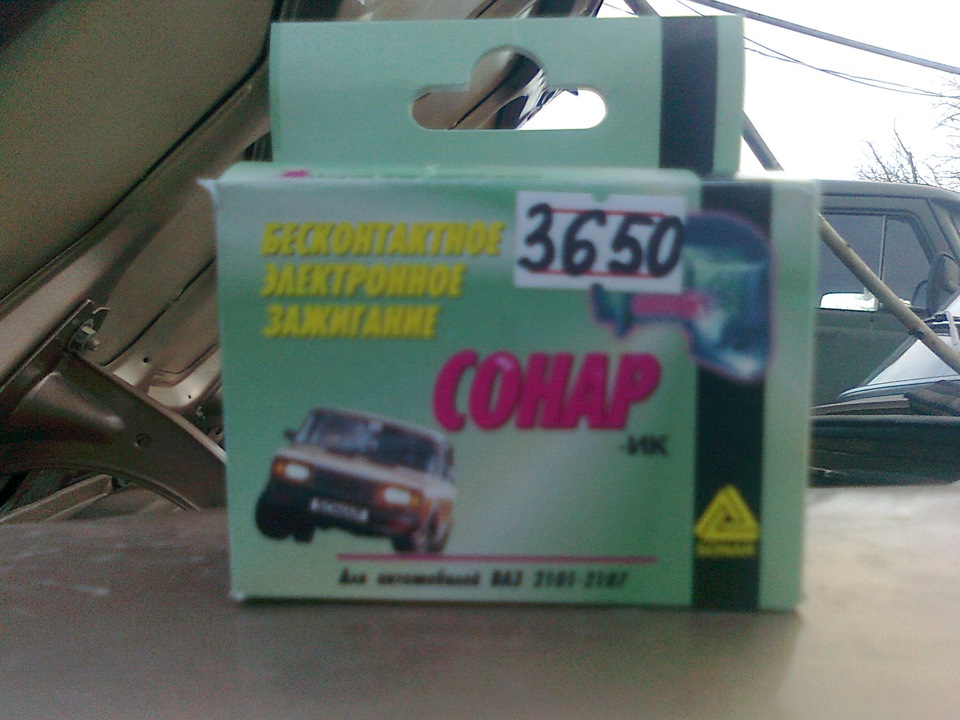 БЕСКОНТАКТНОЕ
ЭЛЕКТРОННОЕ
ЗАЖИГАНИЕ
3650
СОНАР
-ИК
Для автомобилей ВАЗ 2101-2107